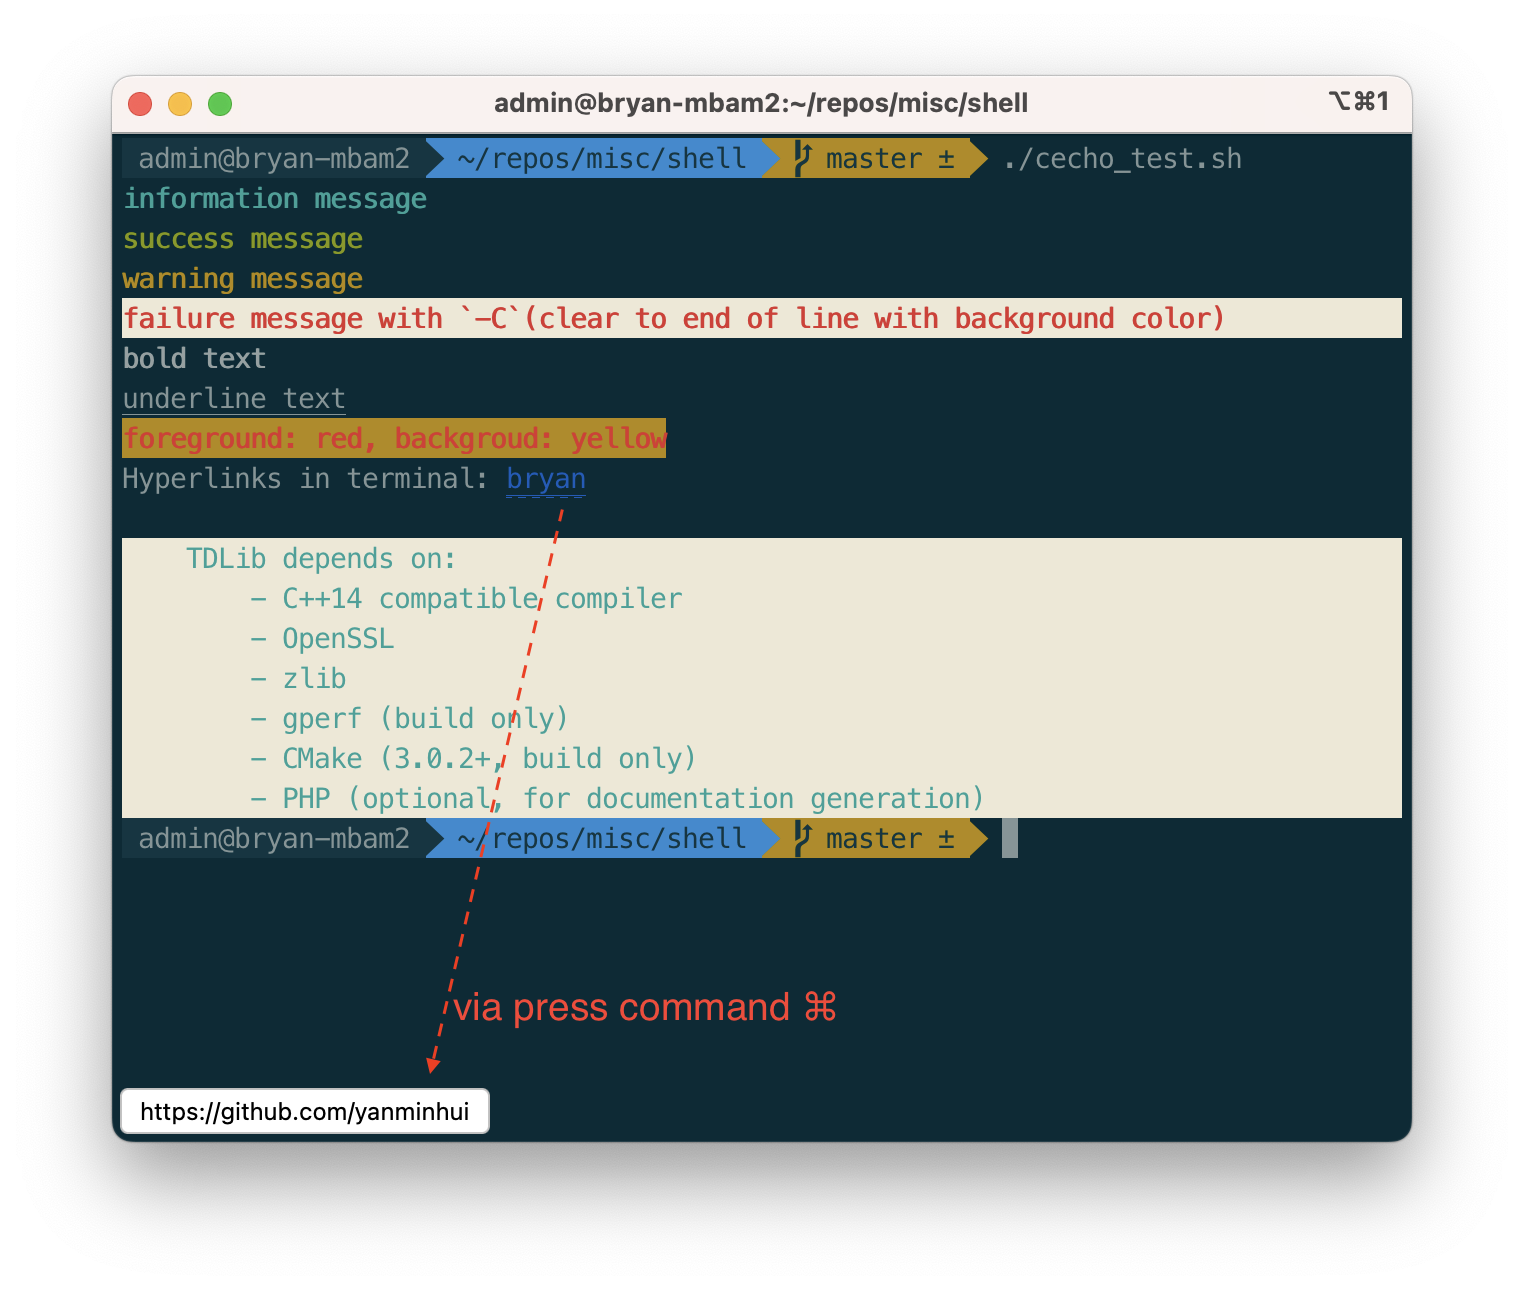 admin@bryan-mbam2:~/repos/misc/shell ⌥⌘1
admin@bryan-mbam2 ~/repos/misc/shell master ± ./cecho_test.sh
information message
success message
warning message
failure message with `-C`(clear to end of line with background color)
bold text
underline text
foreground: red, backgroud: yellow
Hyperlinks in terminal: bryan
TDLib depends on:
- C++14 compatible compiler
- OpenSSL
- zlib
- gperf (build only)
- CMake (3.0.2+, build only)
- PHP (optional, for documentation generation)
admin@bryan-mbam2 ~/repos/misc/shell master ±
via press command ⌘
https://github.com/yanminhui